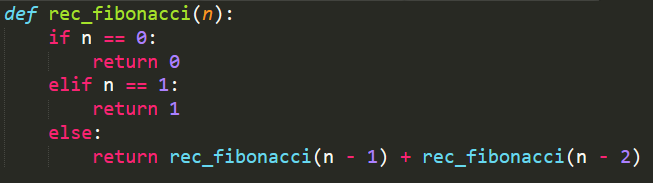 def rec_fibonacci(n):
    if n == 0:
        return 0
    elif n == 1:
        return 1
    else:
        return rec_fibonacci(n - 1) + rec_fibonacci(n - 2)